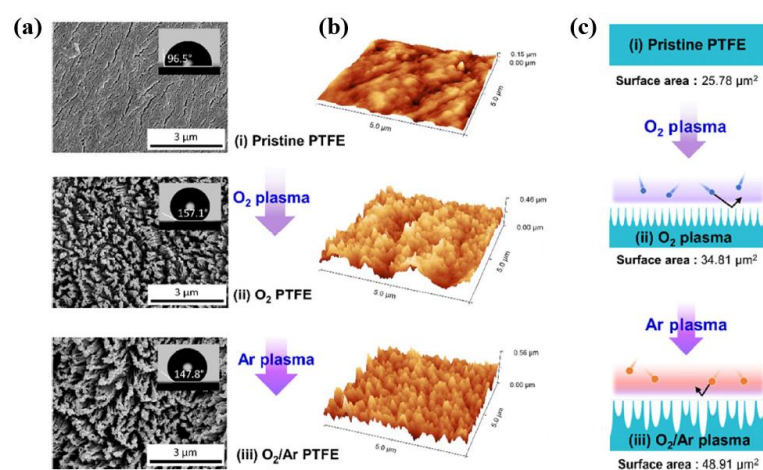 (a)
96.5°
3 μm
(i) Pristine PTFE
O₂ plasma
157.1°
3 μm
(ii) O₂ PTFE
Ar plasma
147.8°
3 μm
(iii) O₂/Ar PTFE
(b)
0.15 μm
0.00 μm
5.0 μm
5.0 μm
0.46 μm
0.00 μm
5.0 μm
5.0 μm
0.56 μm
0.00 μm
5.0 μm
5.0 μm
(c)
(i) Pristine PTFE
Surface area : 25.78 μm²
O₂ plasma
(ii) O₂ plasma
Surface area : 34.81 μm²
Ar plasma
(iii) O₂/Ar plasma
Surface area : 48.91 μm²